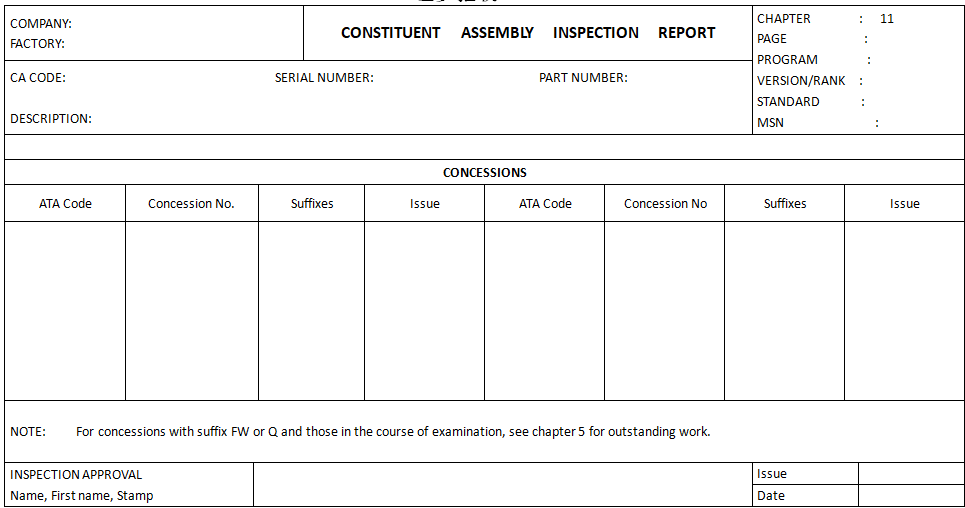 COMPANY:
FACTORY:
CONSTITUENT ASSEMBLY INSPECTION REPORT
CHAPTER : 11
PAGE :
PROGRAM :
VERSION/RANK :
STANDARD :
MSN :
CA CODE: SERIAL NUMBER: PART NUMBER:
DESCRIPTION:
CONCESSIONS
ATA Code Concession No. Suffixes Issue ATA Code Concession No Suffixes Issue
NOTE: For concessions with suffix FW or Q and those in the course of examination, see chapter 5 for outstanding work.
INSPECTION APPROVAL
Name, First name, Stamp
Issue
Date